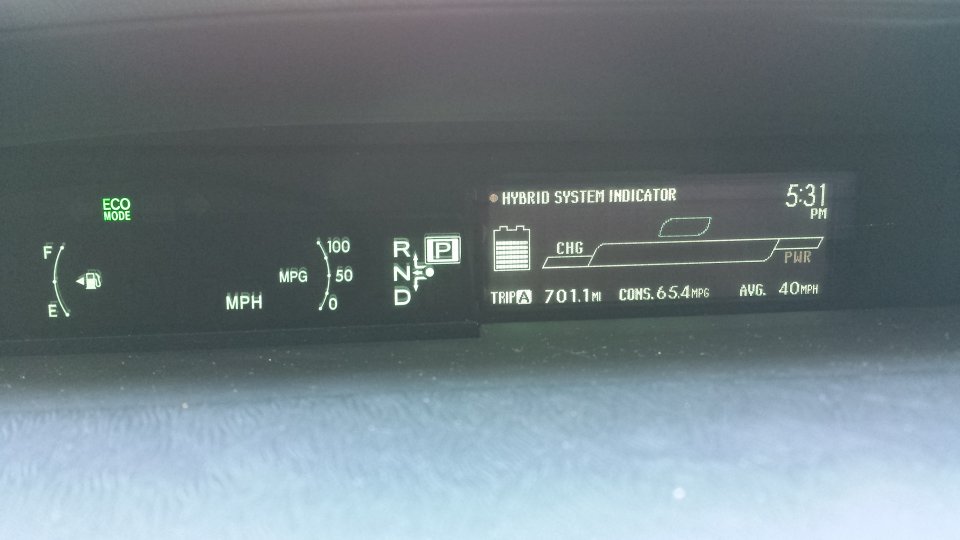 ECO
MODE
F
E
MPG
100
50
0
MPH
R
N
D
P
HYBRID SYSTEM INDICATOR
5:31
PM
CHG
PWR
TRIP A 701.1 MI CONS. 65.4 MPG AVG. 40 MPH